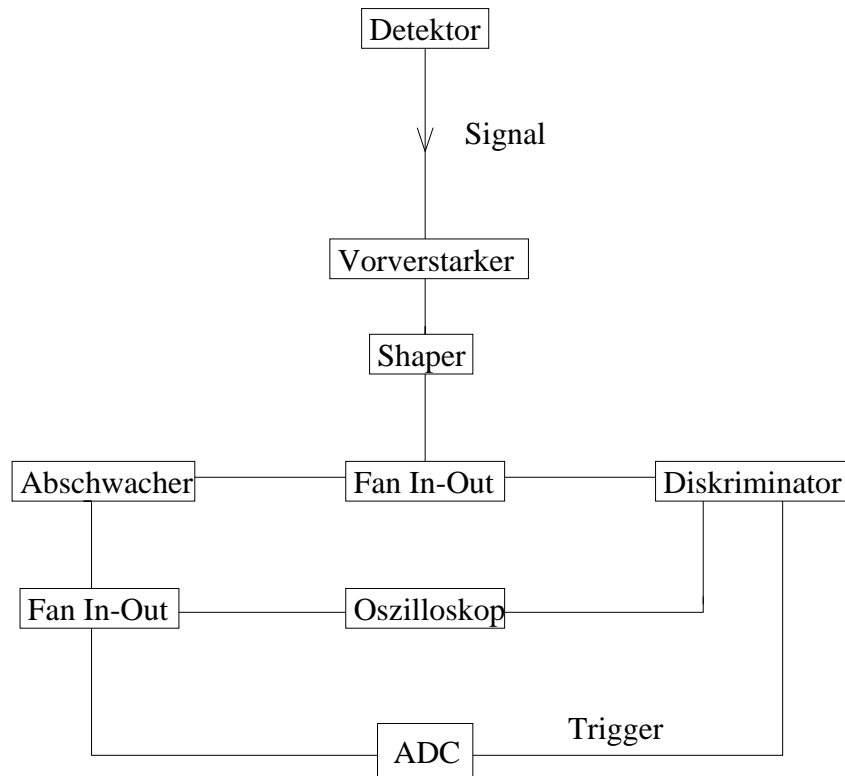 Detektor
Signal
Vorverstarker
Shaper
Abschwacher
Fan In-Out
Diskriminator
Fan In-Out
Oszilloskop
Trigger
ADC